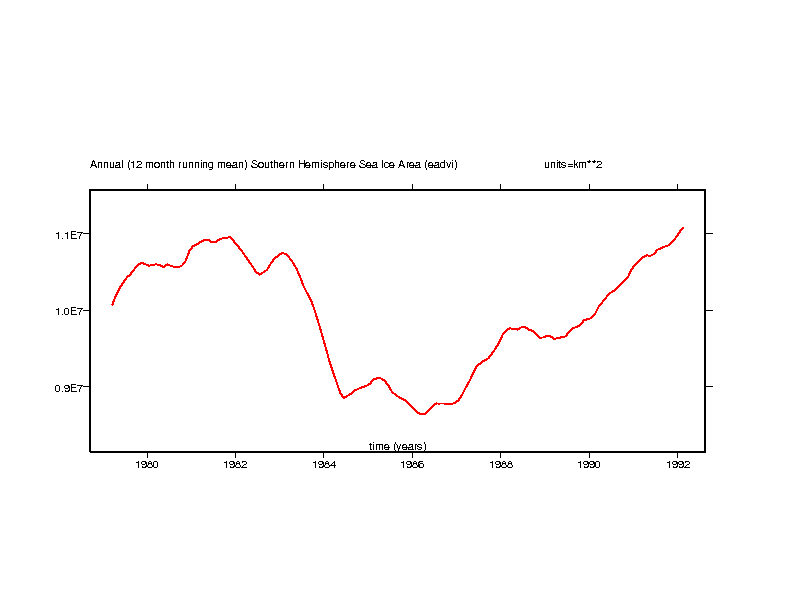 Annual (12 month running mean) Southern Hemisphere Sea Ice Area (eadvi) units=km**2
1.1E7
1.0E7
0.9E7
time (years)
1980 1982 1984 1986 1988 1990 1992